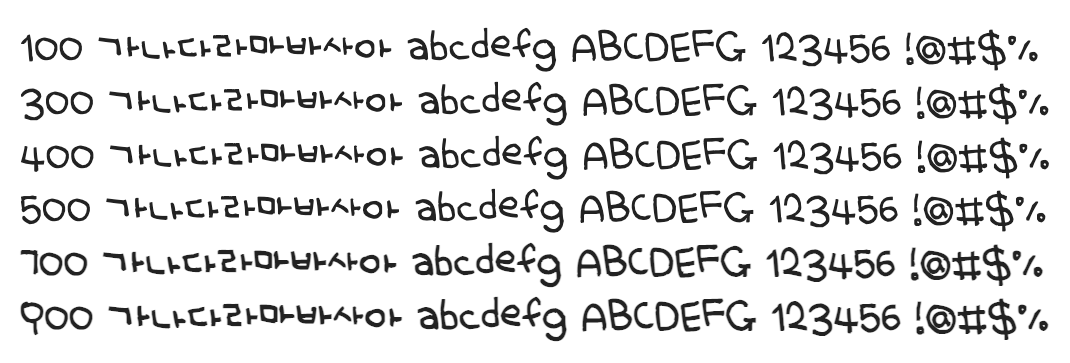 100 가나다라마바사아 abcdefg ABCDEFG 123456 !@#$%
300 가나다라마바사아 abcdefg ABCDEFG 123456 !@#$%
400 가나다라마바사아 abcdefg ABCDEFG 123456 !@#$%
500 가나다라마바사아 abcdefg ABCDEFG 123456 !@#$%
700 가나다라마바사아 abcdefg ABCDEFG 123456 !@#$%
900 가나다라마바사아 abcdefg ABCDEFG 123456 !@#$%